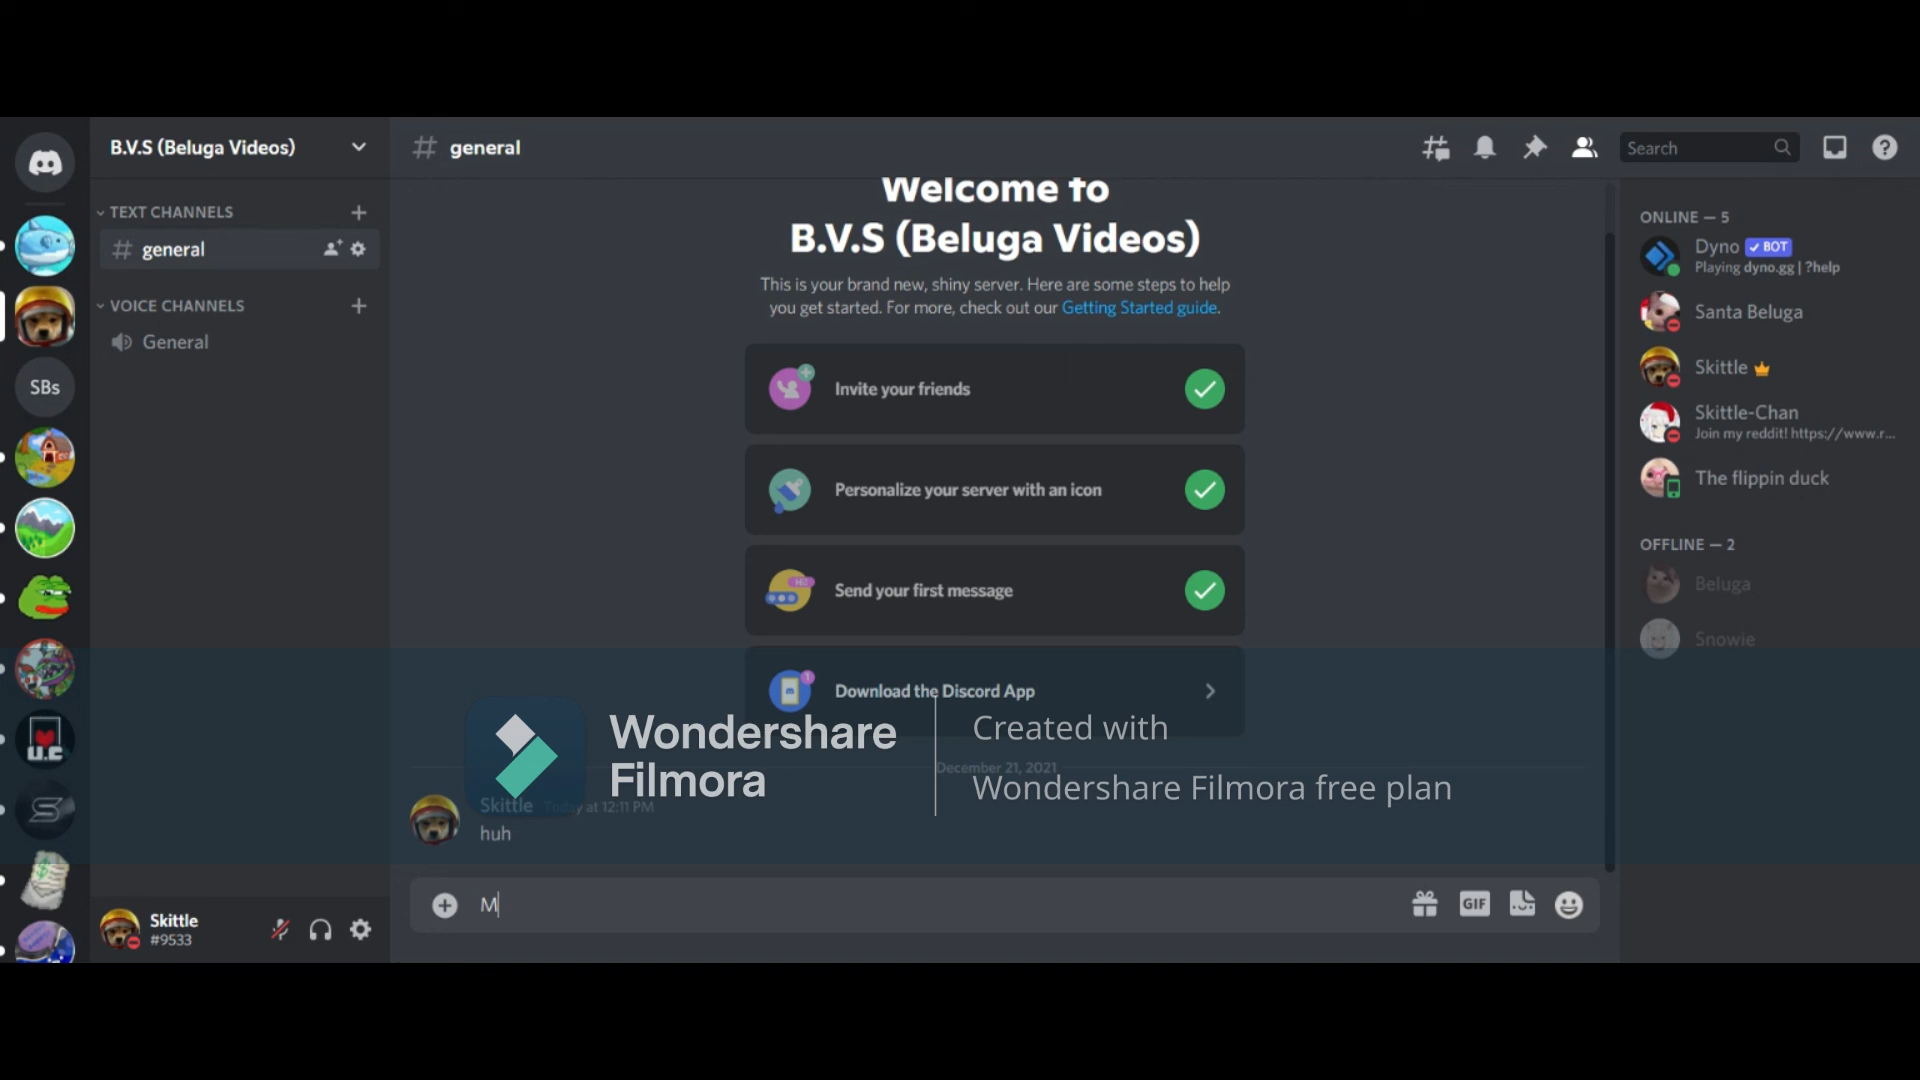 B.V.S (Beluga Videos)
TEXT CHANNELS
general
VOICE CHANNELS
General
SBs
U.C
Skittle
#9533
general
Search
Welcome to
B.V.S (Beluga Videos)
This is your brand new, shiny server. Here are some steps to help
you get started. For more, check out our Getting Started guide.
Invite your friends
Personalize your server with an icon
Send your first message
Download the Discord App
December 21, 2021
Skittle Today at 12:11 PM
huh
M
GIF
Wondershare
Filmora
Created with
Wondershare Filmora free plan
ONLINE — 5
Dyno BOT
Playing dyno.gg | ?help
Santa Beluga
Skittle
Skittle-Chan
Join my reddit! https://www.r...
The flippin duck
OFFLINE — 2
Beluga
Snowie